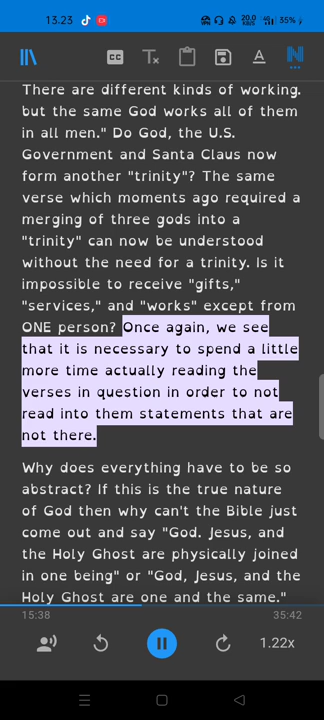 13.23
20.0 KB/S
4G
35%
CC
There are different kinds of working.
but the same God works all of them
in all men." Do God, the U.S.
Government and Santa Claus now
form another "trinity"? The same
verse which moments ago required a
merging of three gods into a
"trinity" can now be understood
without the need for a trinity. Is it
impossible to receive "gifts,"
"services," and "works" except from
ONE person? Once again, we see
that it is necessary to spend a little
more time actually reading the
verses in question in order to not
read into them statements that are
not there.
Why does everything have to be so
abstract? If this is the true nature
of God then why can't the Bible just
come out and say "God. Jesus, and
the Holy Ghost are physically joined
in one being" or "God, Jesus, and the
Holy Ghost are one and the same."
15:38
35:42
1.22x